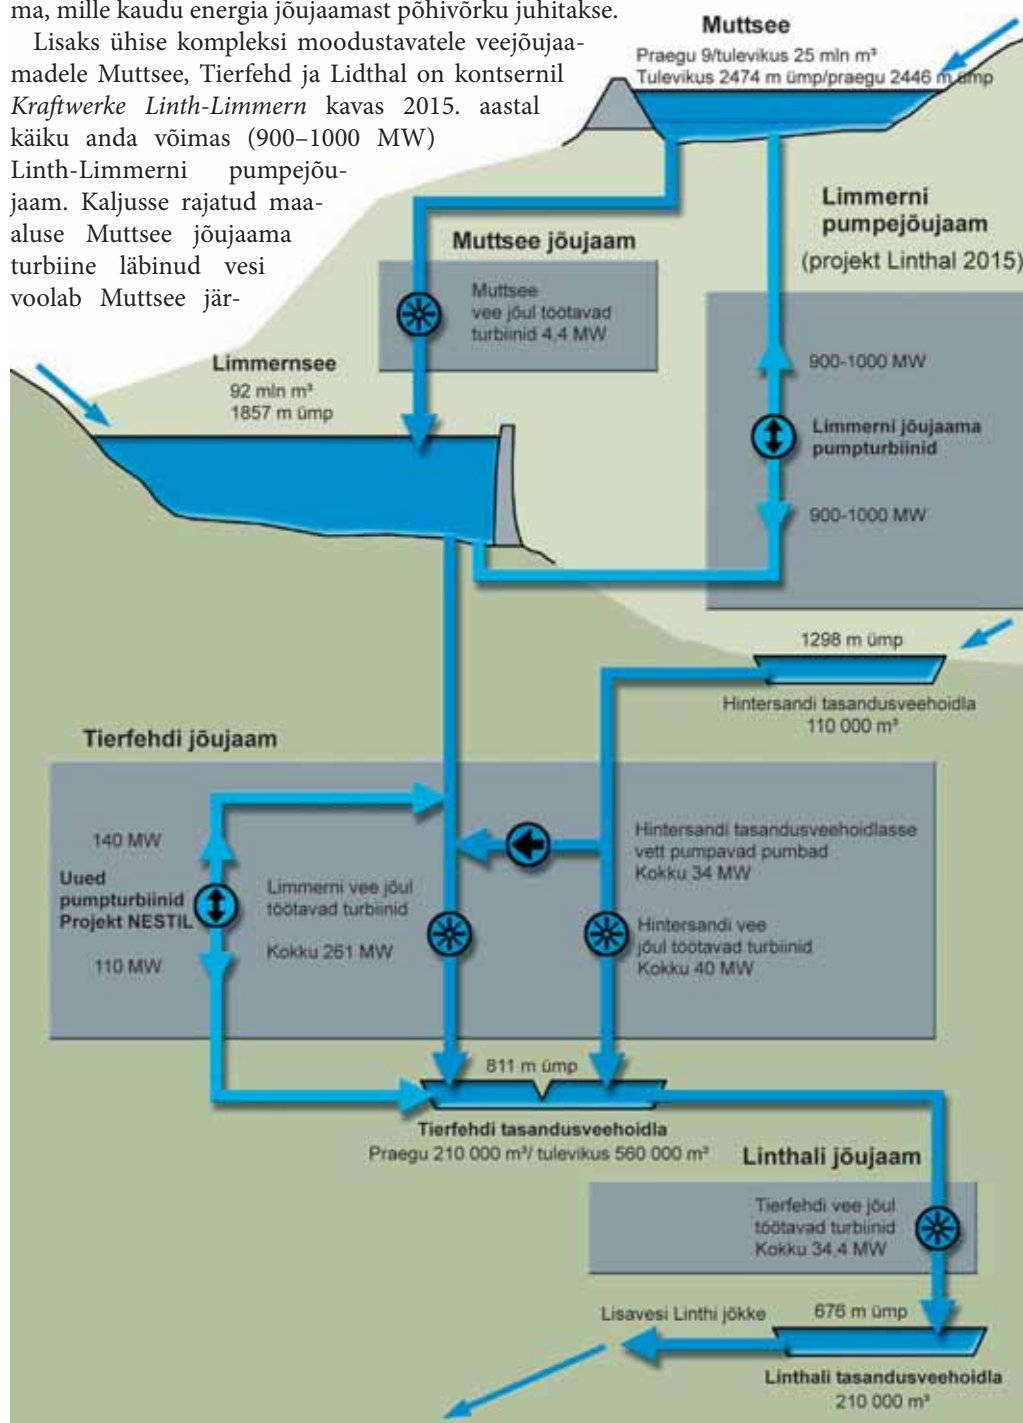 ma, mille kaudu energia jõujaamast põhivõrku juhitakse.
Lisaks ühise kompleksi moodustavatele veejõujaa-
madele Muttsee, Tierfehd ja Lidthal on kontsernil
Kraftwerke Linth-Limmern kavas 2015. aastal
käiku anda võimas (900–1000 MW)
Linth-Limmerni pumpejõu-
jaam. Kaljusse rajatud maa-
aluse Muttsee jõujaama
turbiine läbinud vesi
voolab Muttsee jär-
Muttsee
Praegu 9/tulevikus 25 mln m³
Tulevikus 2474 m ümp/praegu 2446 m ümp
Limmerni
pumpejõujaam
(projekt Linthal 2015)
Muttsee jõujaam
Muttsee
vee jõul töötavad
turbiinid 4,4 MW
Limmernsee
92 mln m³
1857 m ümp
900-1000 MW
Limmerni jõujaama
pumpturbiinid
900-1000 MW
1298 m ümp
Hintersandi tasandusveehoidla
110 000 m³
Tierfehdi jõujaam
140 MW
Uued
pumpturbiinid
Projekt NESTIL
110 MW
Limmerni vee jõul
töötavad turbiinid
Kokku 261 MW
Hintersandi tasandusveehoidlasse
vett pumpavad pumbad
Kokku 34 MW
Hintersandi vee
jõul töötavad turbiinid
Kokku 40 MW
811 m ümp
Tierfehdi tasandusveehoidla
Praegu 210 000 m³/ tulevikus 560 000 m³
Linthali jõujaam
Tierfehdi vee jõul
töötavad turbiinid
Kokku 34,4 MW
Lisavesi Linthi jõkke
676 m ümp
Linthali tasandusveehoidla
210 000 m³